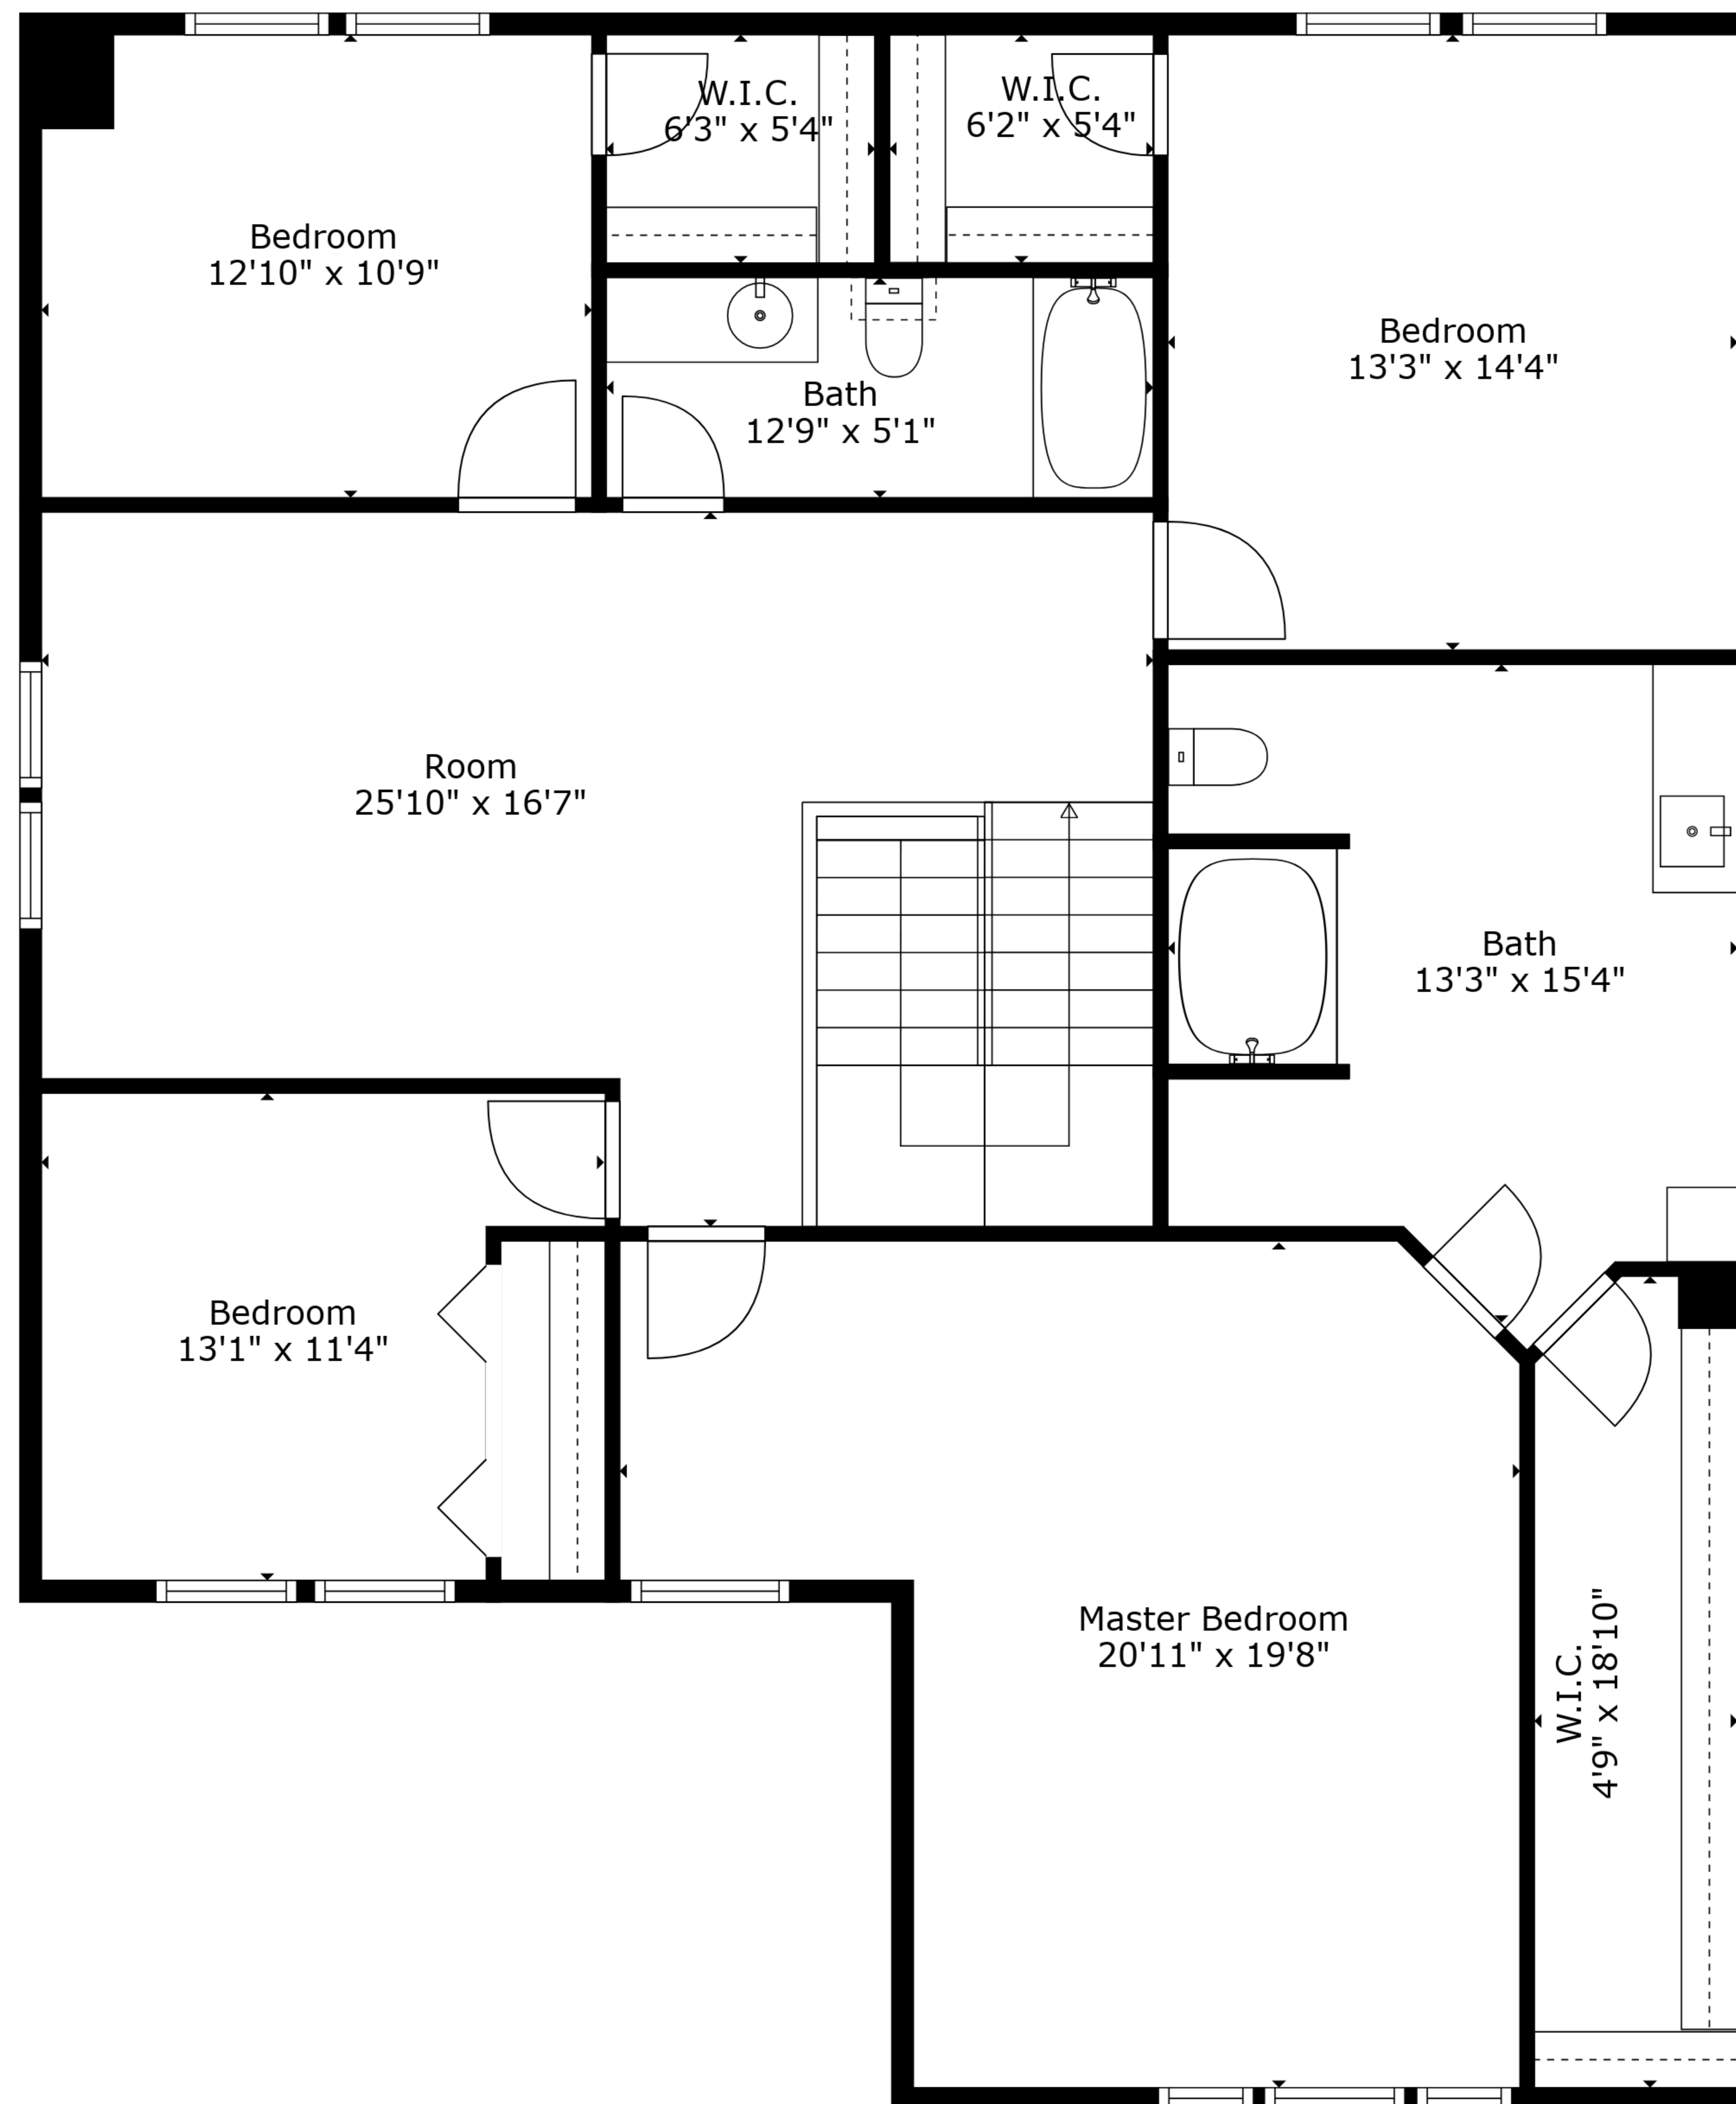 W.I.C.
6'3" x 5'4"
W.I.C.
6'2" x 5'4"
Bedroom
12'10" x 10'9"
Bedroom
13'3" x 14'4"
Bath
12'9" x 5'1"
Room
25'10" x 16'7"
Bath
13'3" x 15'4"
Bedroom
13'1" x 11'4"
Master Bedroom
20'11" x 19'8"
W.I.C.
4'9" x 18'10"